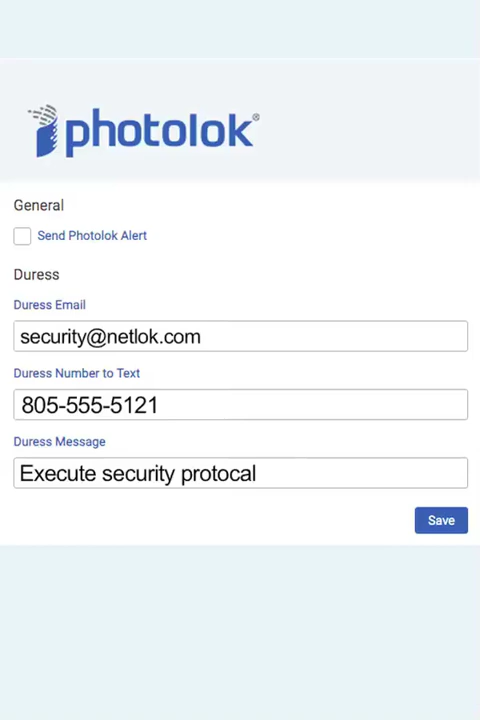 photolok®
General
Send Photolok Alert
Duress
Duress Email
security@netlok.com
Duress Number to Text
805-555-5121
Duress Message
Execute security protocal
Save